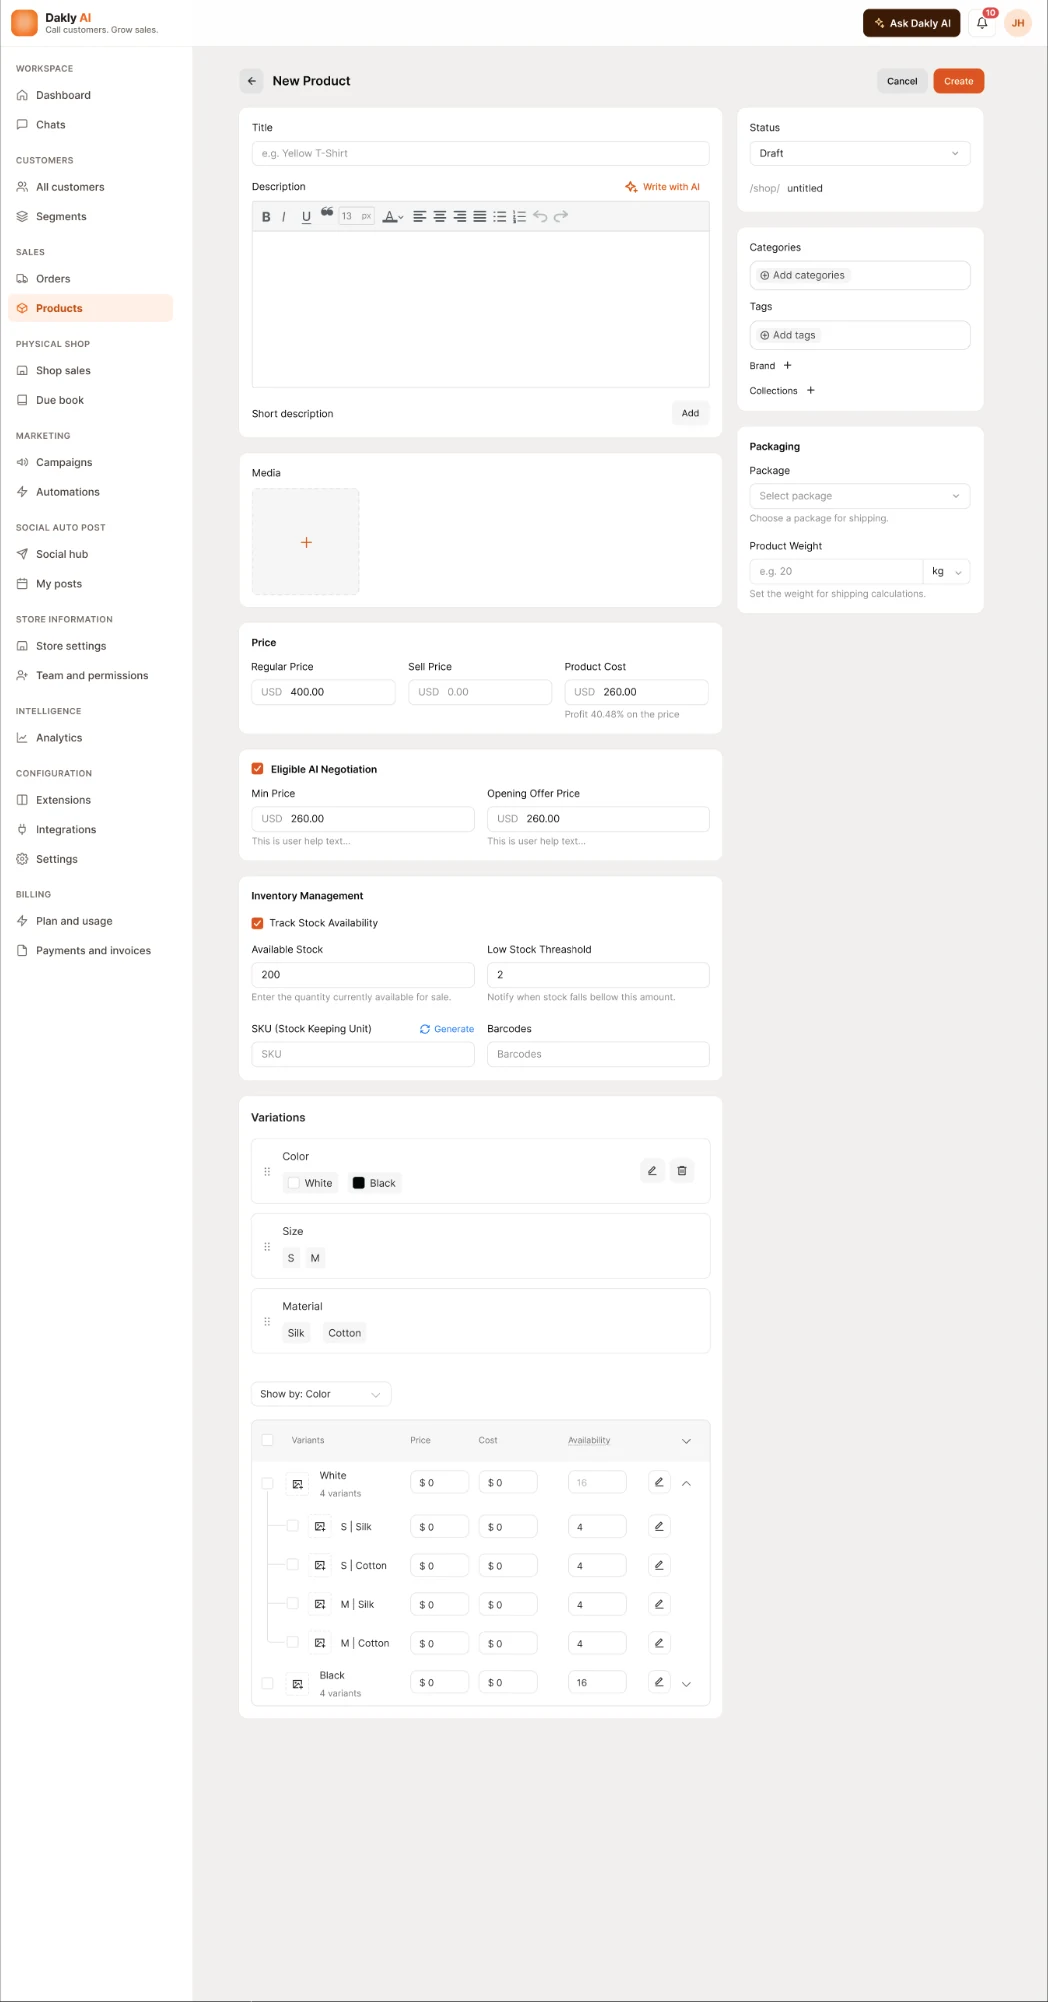 Dakly AI
Call customers. Grow sales.
Ask Dakly AI
10
JH
WORKSPACE
Dashboard
Chats
CUSTOMERS
All customers
Segments
SALES
Orders
Products
PHYSICAL SHOP
Shop sales
Due book
MARKETING
Campaigns
Automations
SOCIAL AUTO POST
Social hub
My posts
STORE INFORMATION
Store settings
Team and permissions
INTELLIGENCE
Analytics
CONFIGURATION
Extensions
Integrations
Settings
BILLING
Plan and usage
Payments and invoices
New Product
Cancel
Create
Title
e.g. Yellow T-Shirt
Description
Write with AI
B I U 13 px A
Short description
Add
Media
Price
Regular Price
USD 400.00
Sell Price
USD 0.00
Product Cost
USD 260.00
Profit 40.48% on the price
Eligible AI Negotiation
Min Price
USD 260.00
This is user help text...
Opening Offer Price
USD 260.00
This is user help text...
Inventory Management
Track Stock Availability
Available Stock
200
Enter the quantity currently available for sale.
Low Stock Threashold
2
Notify when stock falls bellow this amount.
SKU (Stock Keeping Unit)
Generate
SKU
Barcodes
Barcodes
Variations
Color
White Black
Size
S M
Material
Silk Cotton
Show by: Color
Variants Price Cost Availability
White
4 variants
$ 0 $ 0 16
S | Silk $ 0 $ 0 4
S | Cotton $ 0 $ 0 4
M | Silk $ 0 $ 0 4
M | Cotton $ 0 $ 0 4
Black
4 variants
$ 0 $ 0 16
Status
Draft
/shop/ untitled
Categories
Add categories
Tags
Add tags
Brand +
Collections +
Packaging
Package
Select package
Choose a package for shipping.
Product Weight
e.g. 20
kg
Set the weight for shipping calculations.